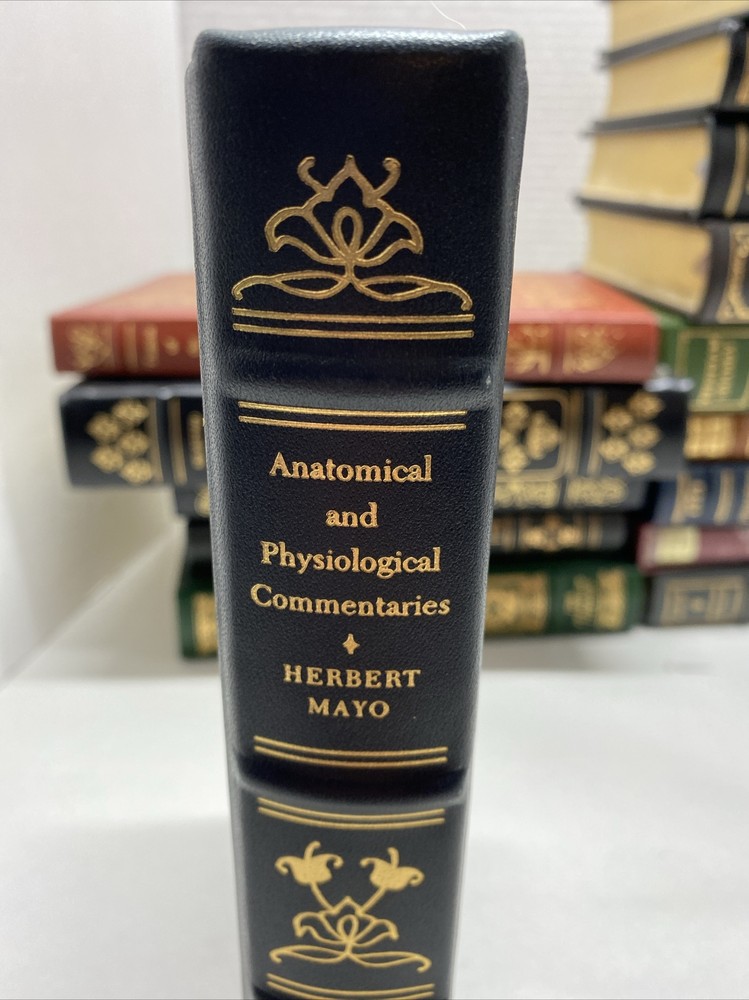 Anatomical
and
Physiological
Commentaries
HERBERT
MAYO